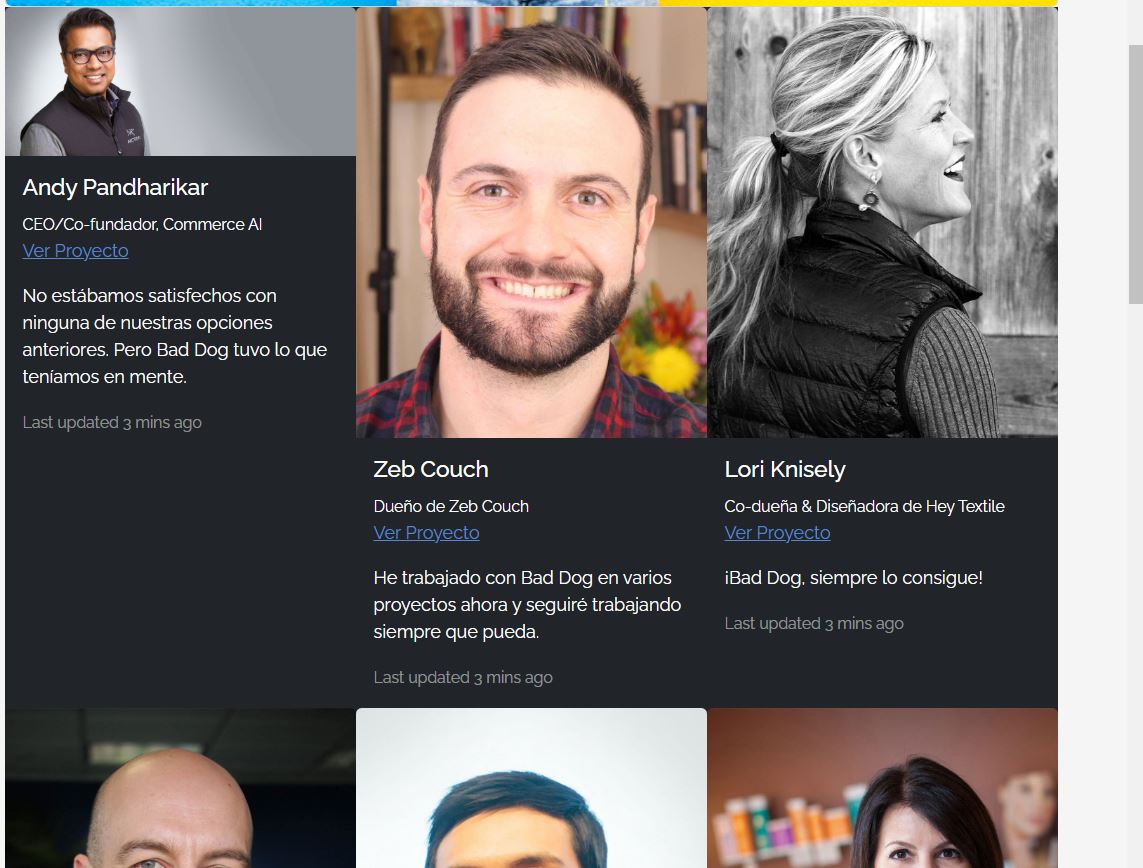 Andy Pandharikar
CEO/Co-fundador, Commerce AI
Ver Proyecto
No estábamos satisfechos con
ninguna de nuestras opciones
anteriores. Pero Bad Dog tuvo lo que
teníamos en mente.
Last updated 3 mins ago
Zeb Couch
Dueño de Zeb Couch
Ver Proyecto
He trabajado con Bad Dog en varios
proyectos ahora y seguiré trabajando
siempre que pueda.
Last updated 3 mins ago
Lori Knisely
Co-dueña & Diseñadora de Hey Textile
Ver Proyecto
¡Bad Dog, siempre lo consigue!
Last updated 3 mins ago